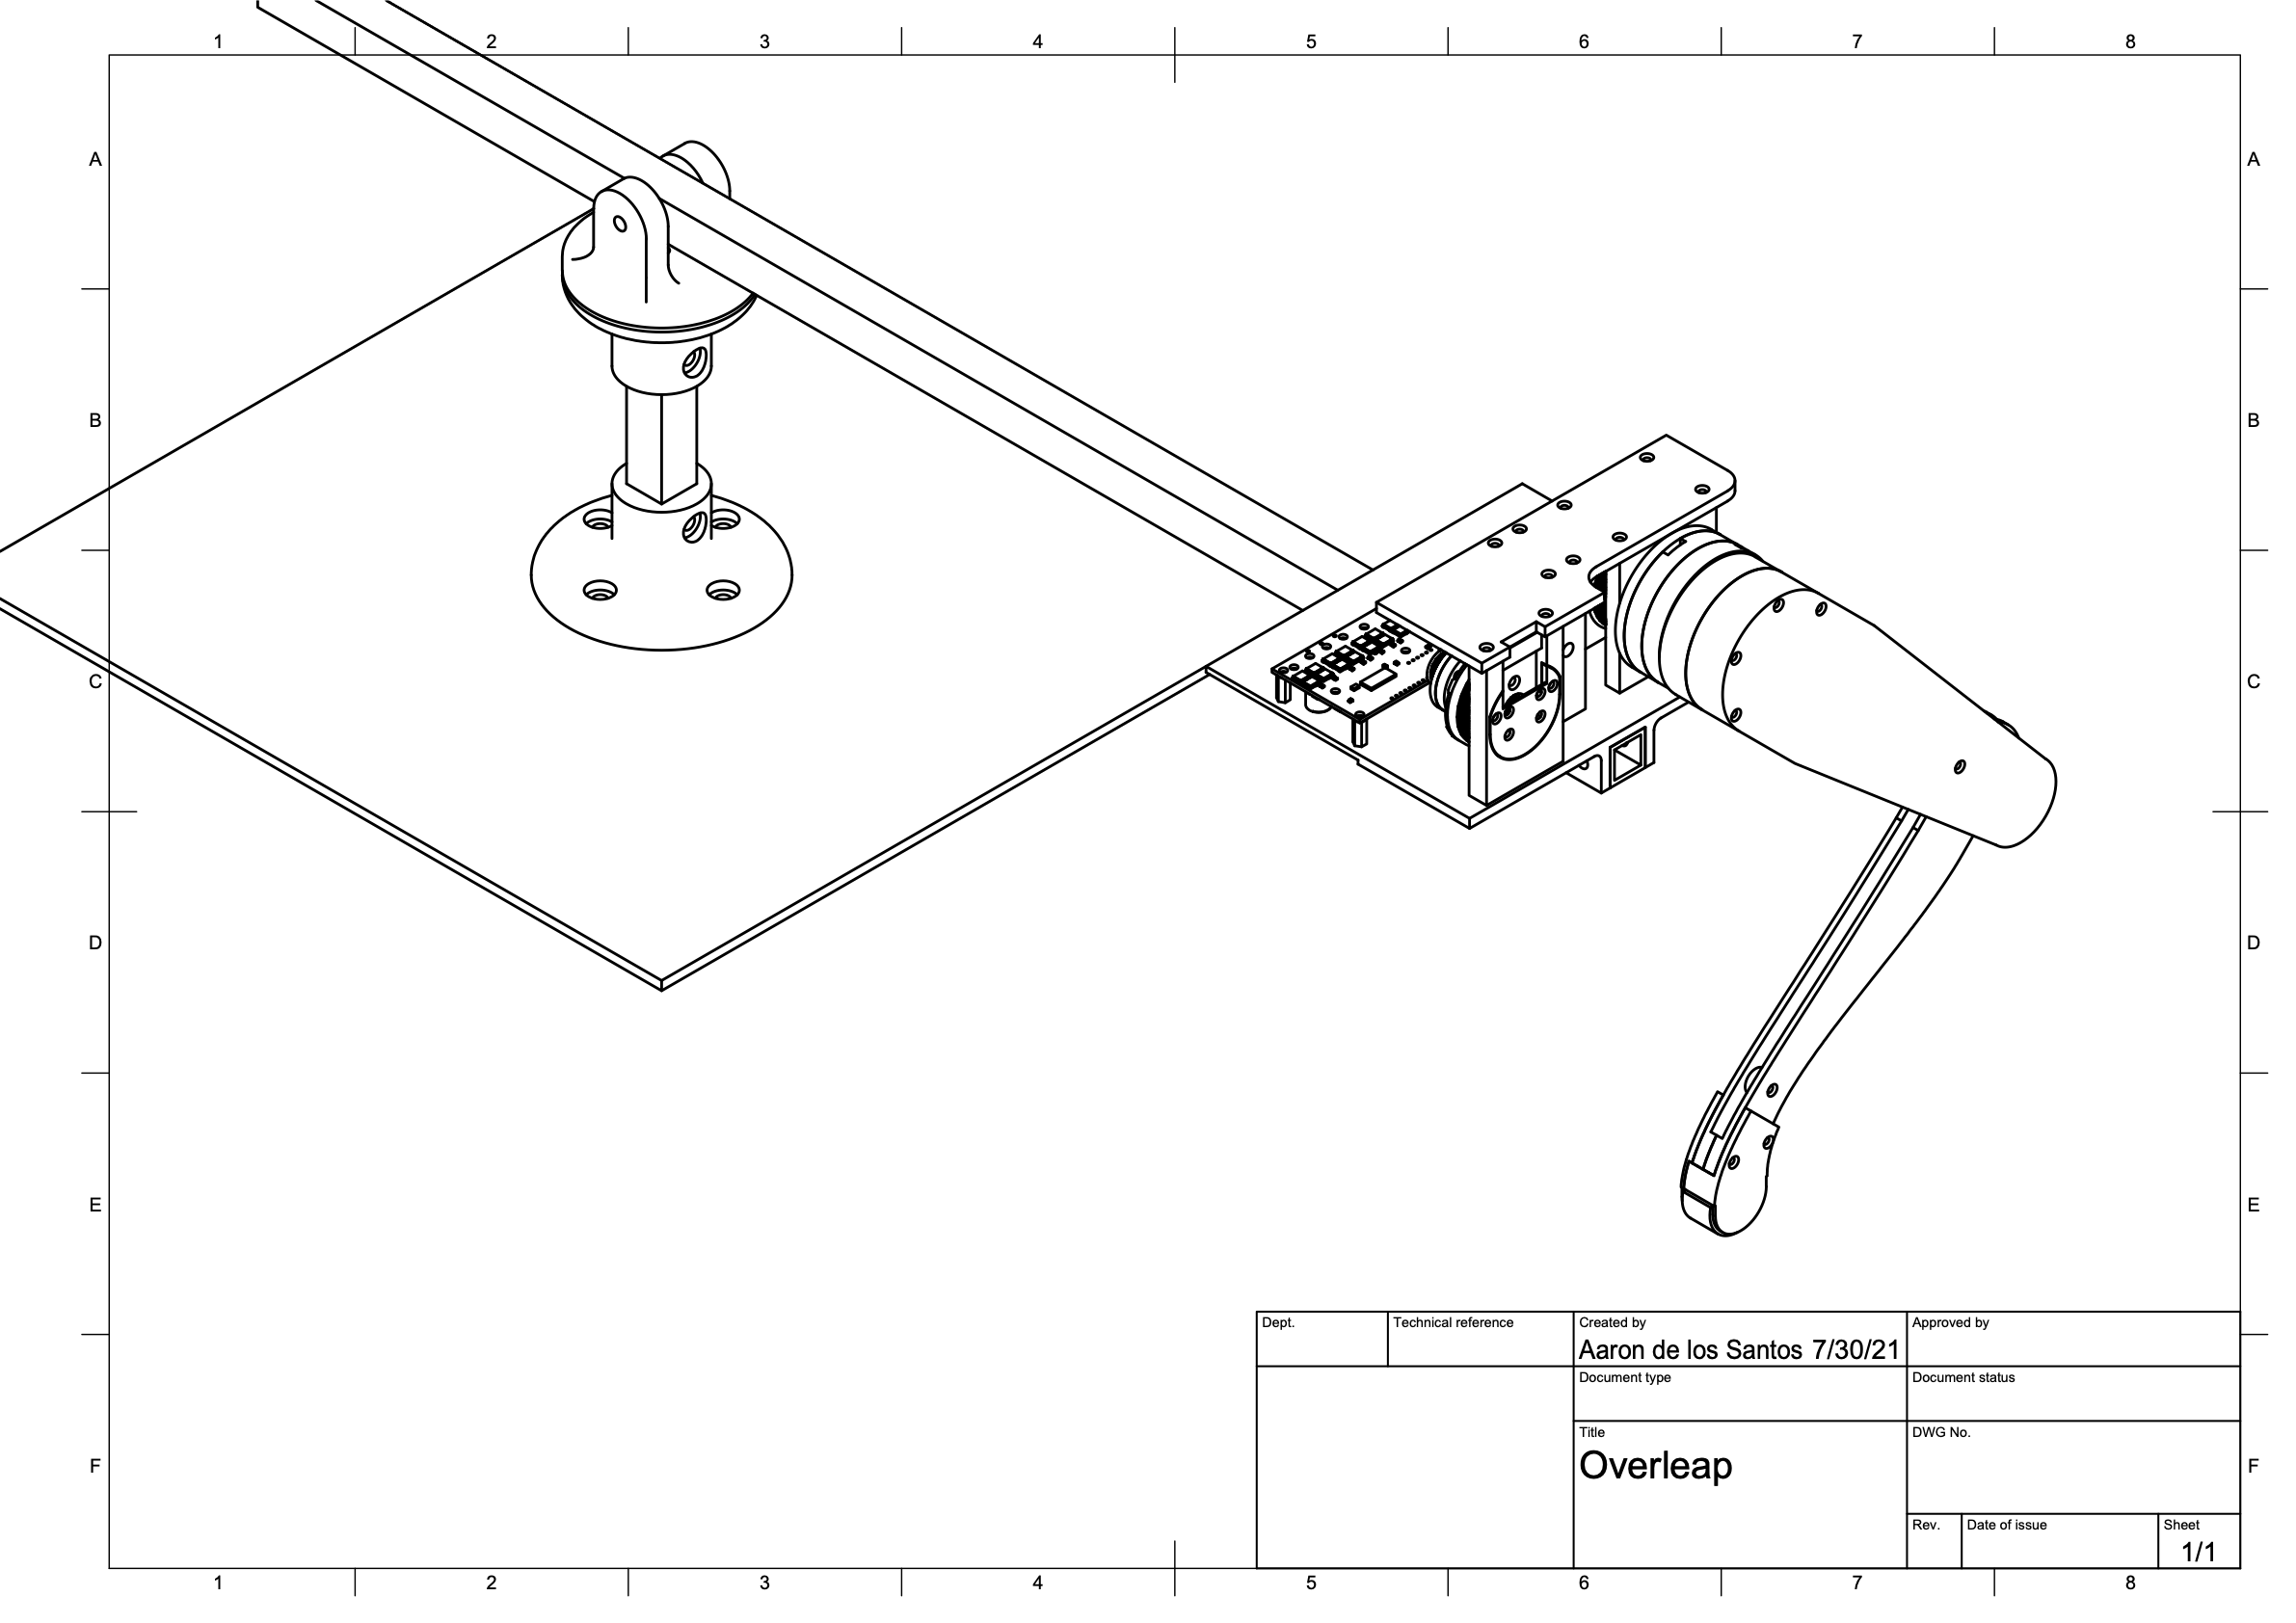 1 2 3 4 5 6 7 8
A A
B B
C C
D D
E E
Dept. Technical reference Created by Approved by
Aaron de los Santos 7/30/21
Document type Document status
Title DWG No.
Overleap
F F
Rev. Date of issue Sheet
1/1
1 2 3 4 5 6 7 8